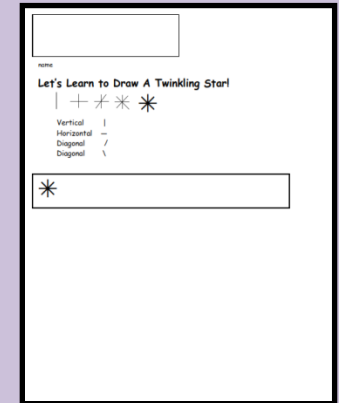 name
Let's Learn to Draw A Twinkling Star!
Vertical |
Horizontal —
Diagonal /
Diagonal \